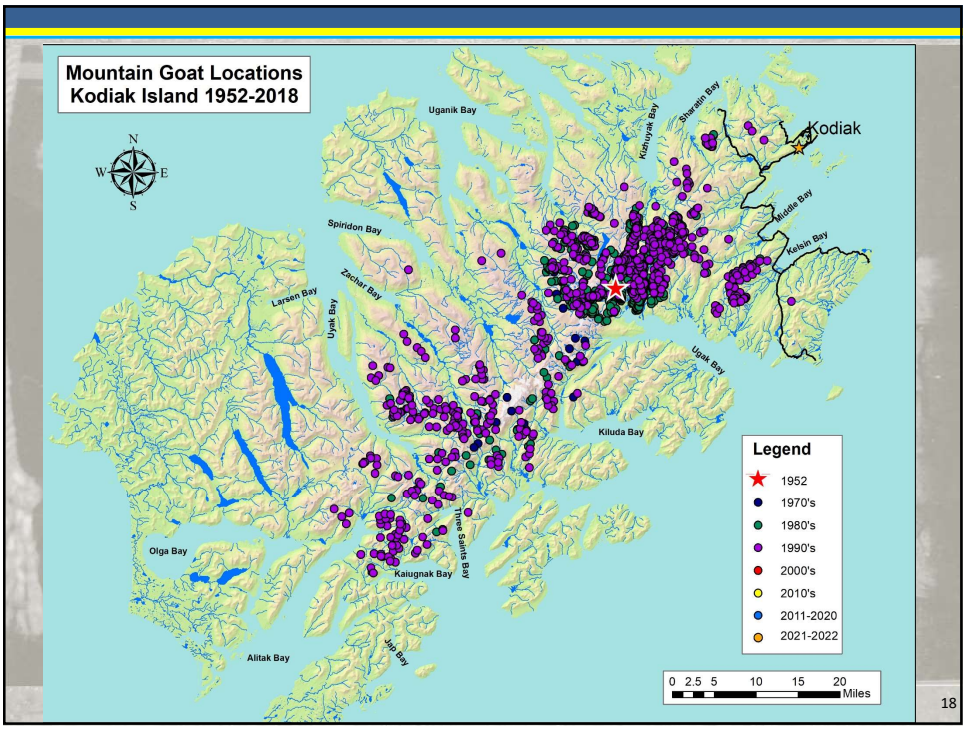 Mountain Goat Locations
Kodiak Island 1952-2018
N
W
E
S
Uganik Bay
Kizhuyak Bay
Sharatin Bay
Kodiak
Middle Bay
Kelsin Bay
Spiridon Bay
Zachar Bay
Larsen Bay
Uyak Bay
Ugak Bay
Kiluda Bay
Three Saints Bay
Olga Bay
Kaiugnak Bay
Alitak Bay
Jap Bay
Legend
1952
1970's
1980's
1990's
2000's
2010's
2011-2020
2021-2022
0 2.5 5 10 15 20
Miles
18